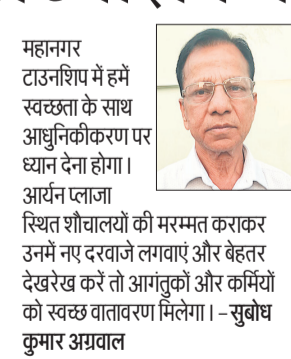 महानगर
टाउनशिप में हमें
स्वच्छता के साथ
आधुनिकीकरण पर
ध्यान देना होगा।
आर्यन प्लाजा
स्थित शौचालयों की मरम्मत कराकर
उनमें नए दरवाजे लगवाएं और बेहतर
देखरेख करें तो आगंतुकों और कर्मियों
को स्वच्छ वातावरण मिलेगा। -सुबोध
कुमार अग्रवाल